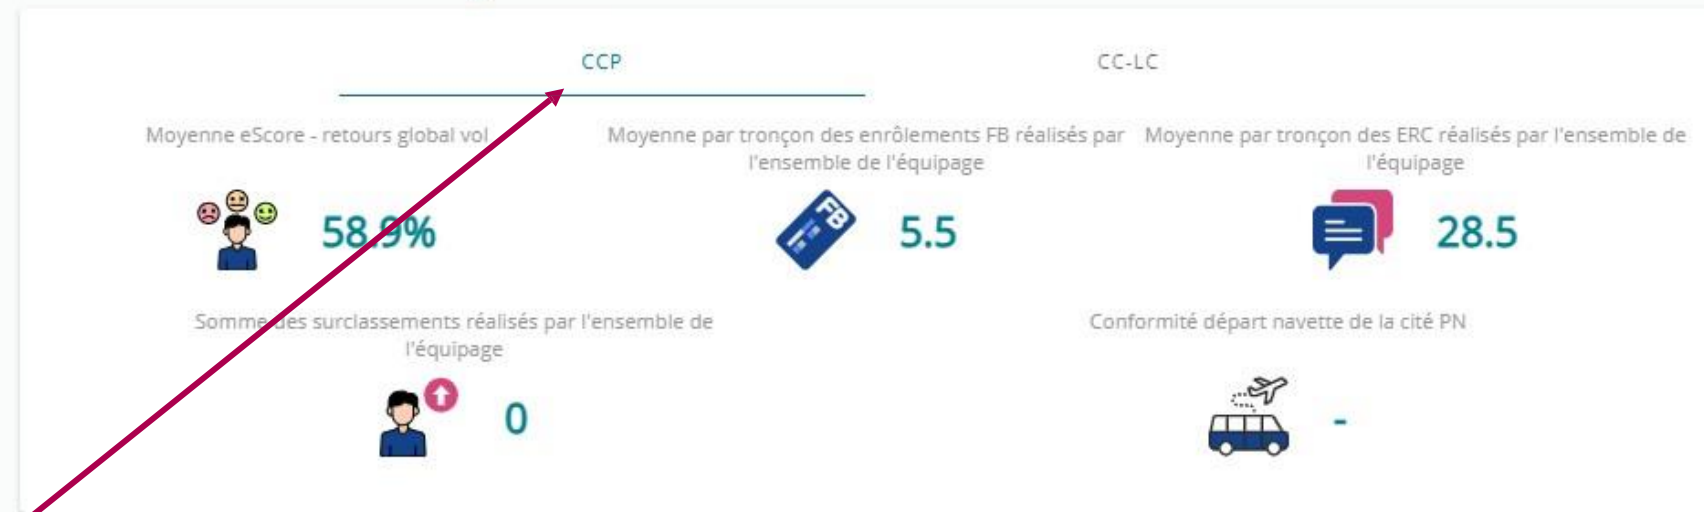 CCP
CC-LC
Moyenne eScore - retours global vol
Moyenne par tronçon des enrôlements FB réalisés par
l'ensemble de l'équipage
Moyenne par tronçon des ERC réalisés par l'ensemble de
l'équipage
58.9%
FB
5.5
28.5
Somme des surclassements réalisés par l'ensemble de
l'équipage
Conformité départ navette de la cité PN
0
-